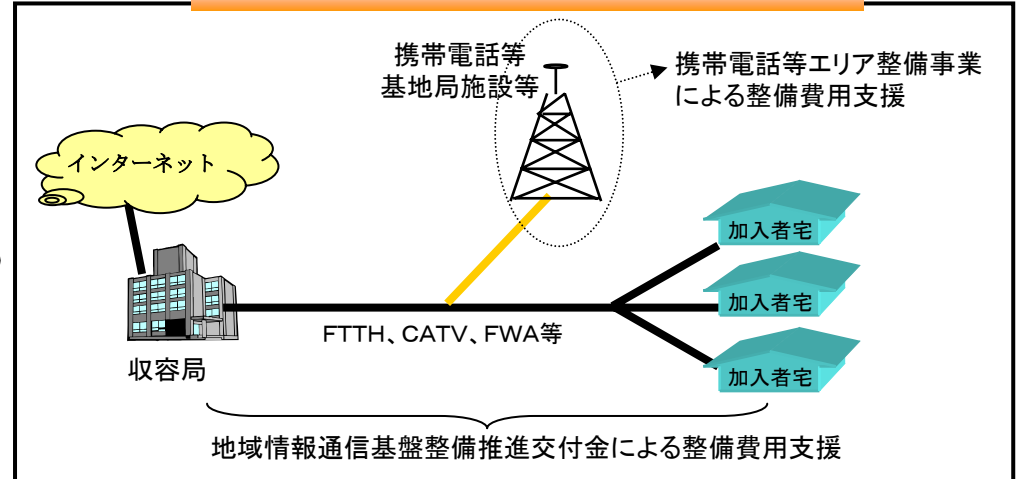 携帯電話等
基地局施設等
携帯電話等エリア整備事業
による整備費用支援
インターネット
加入者宅
加入者宅
加入者宅
FTTH、CATV、FWA等
収容局
地域情報通信基盤整備推進交付金による整備費用支援